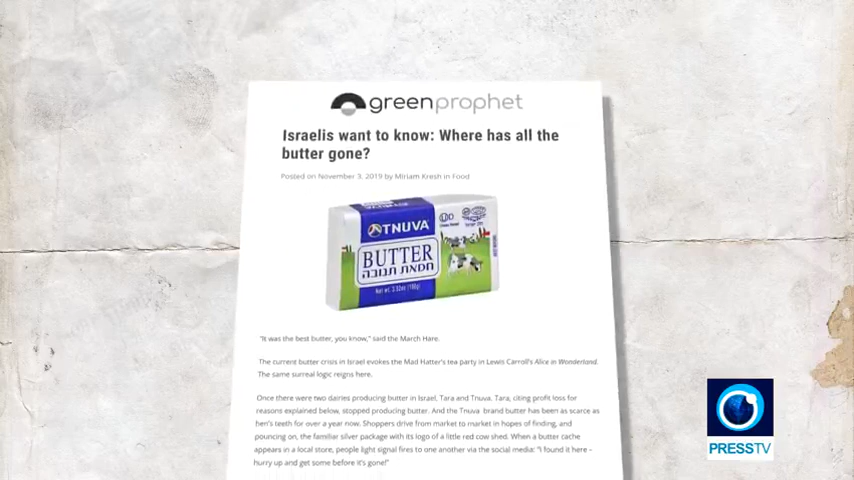 greenprophet
Israelis want to know: Where has all the
butter gone?
Posted on November 3, 2019 by Miriam Kresh in Food
TNUVA
BUTTER
חמאת תנובה
Net wt. 3.52oz (100g)
"It was the best butter, you know," said the March Hare.
The current butter crisis in Israel evokes the Mad Hatter's tea party in Lewis Carroll's Alice in Wonderland.
The same surreal logic reigns here.
Once there were two dairies producing butter in Israel, Tara and Tnuva. Tara, citing profit loss for
reasons explained below, stopped producing butter. And the Tnuva brand butter has been as scarce as
hen's teeth for over a year now. Shoppers drive from market to market in hopes of finding, and
pouncing on, the familiar silver package with its logo of a little red cow shed. When a butter cache
appears in a local store, people light signal fires to one another via the social media: "I found it here –
hurry up and get some before it's gone!"
PRESSTV